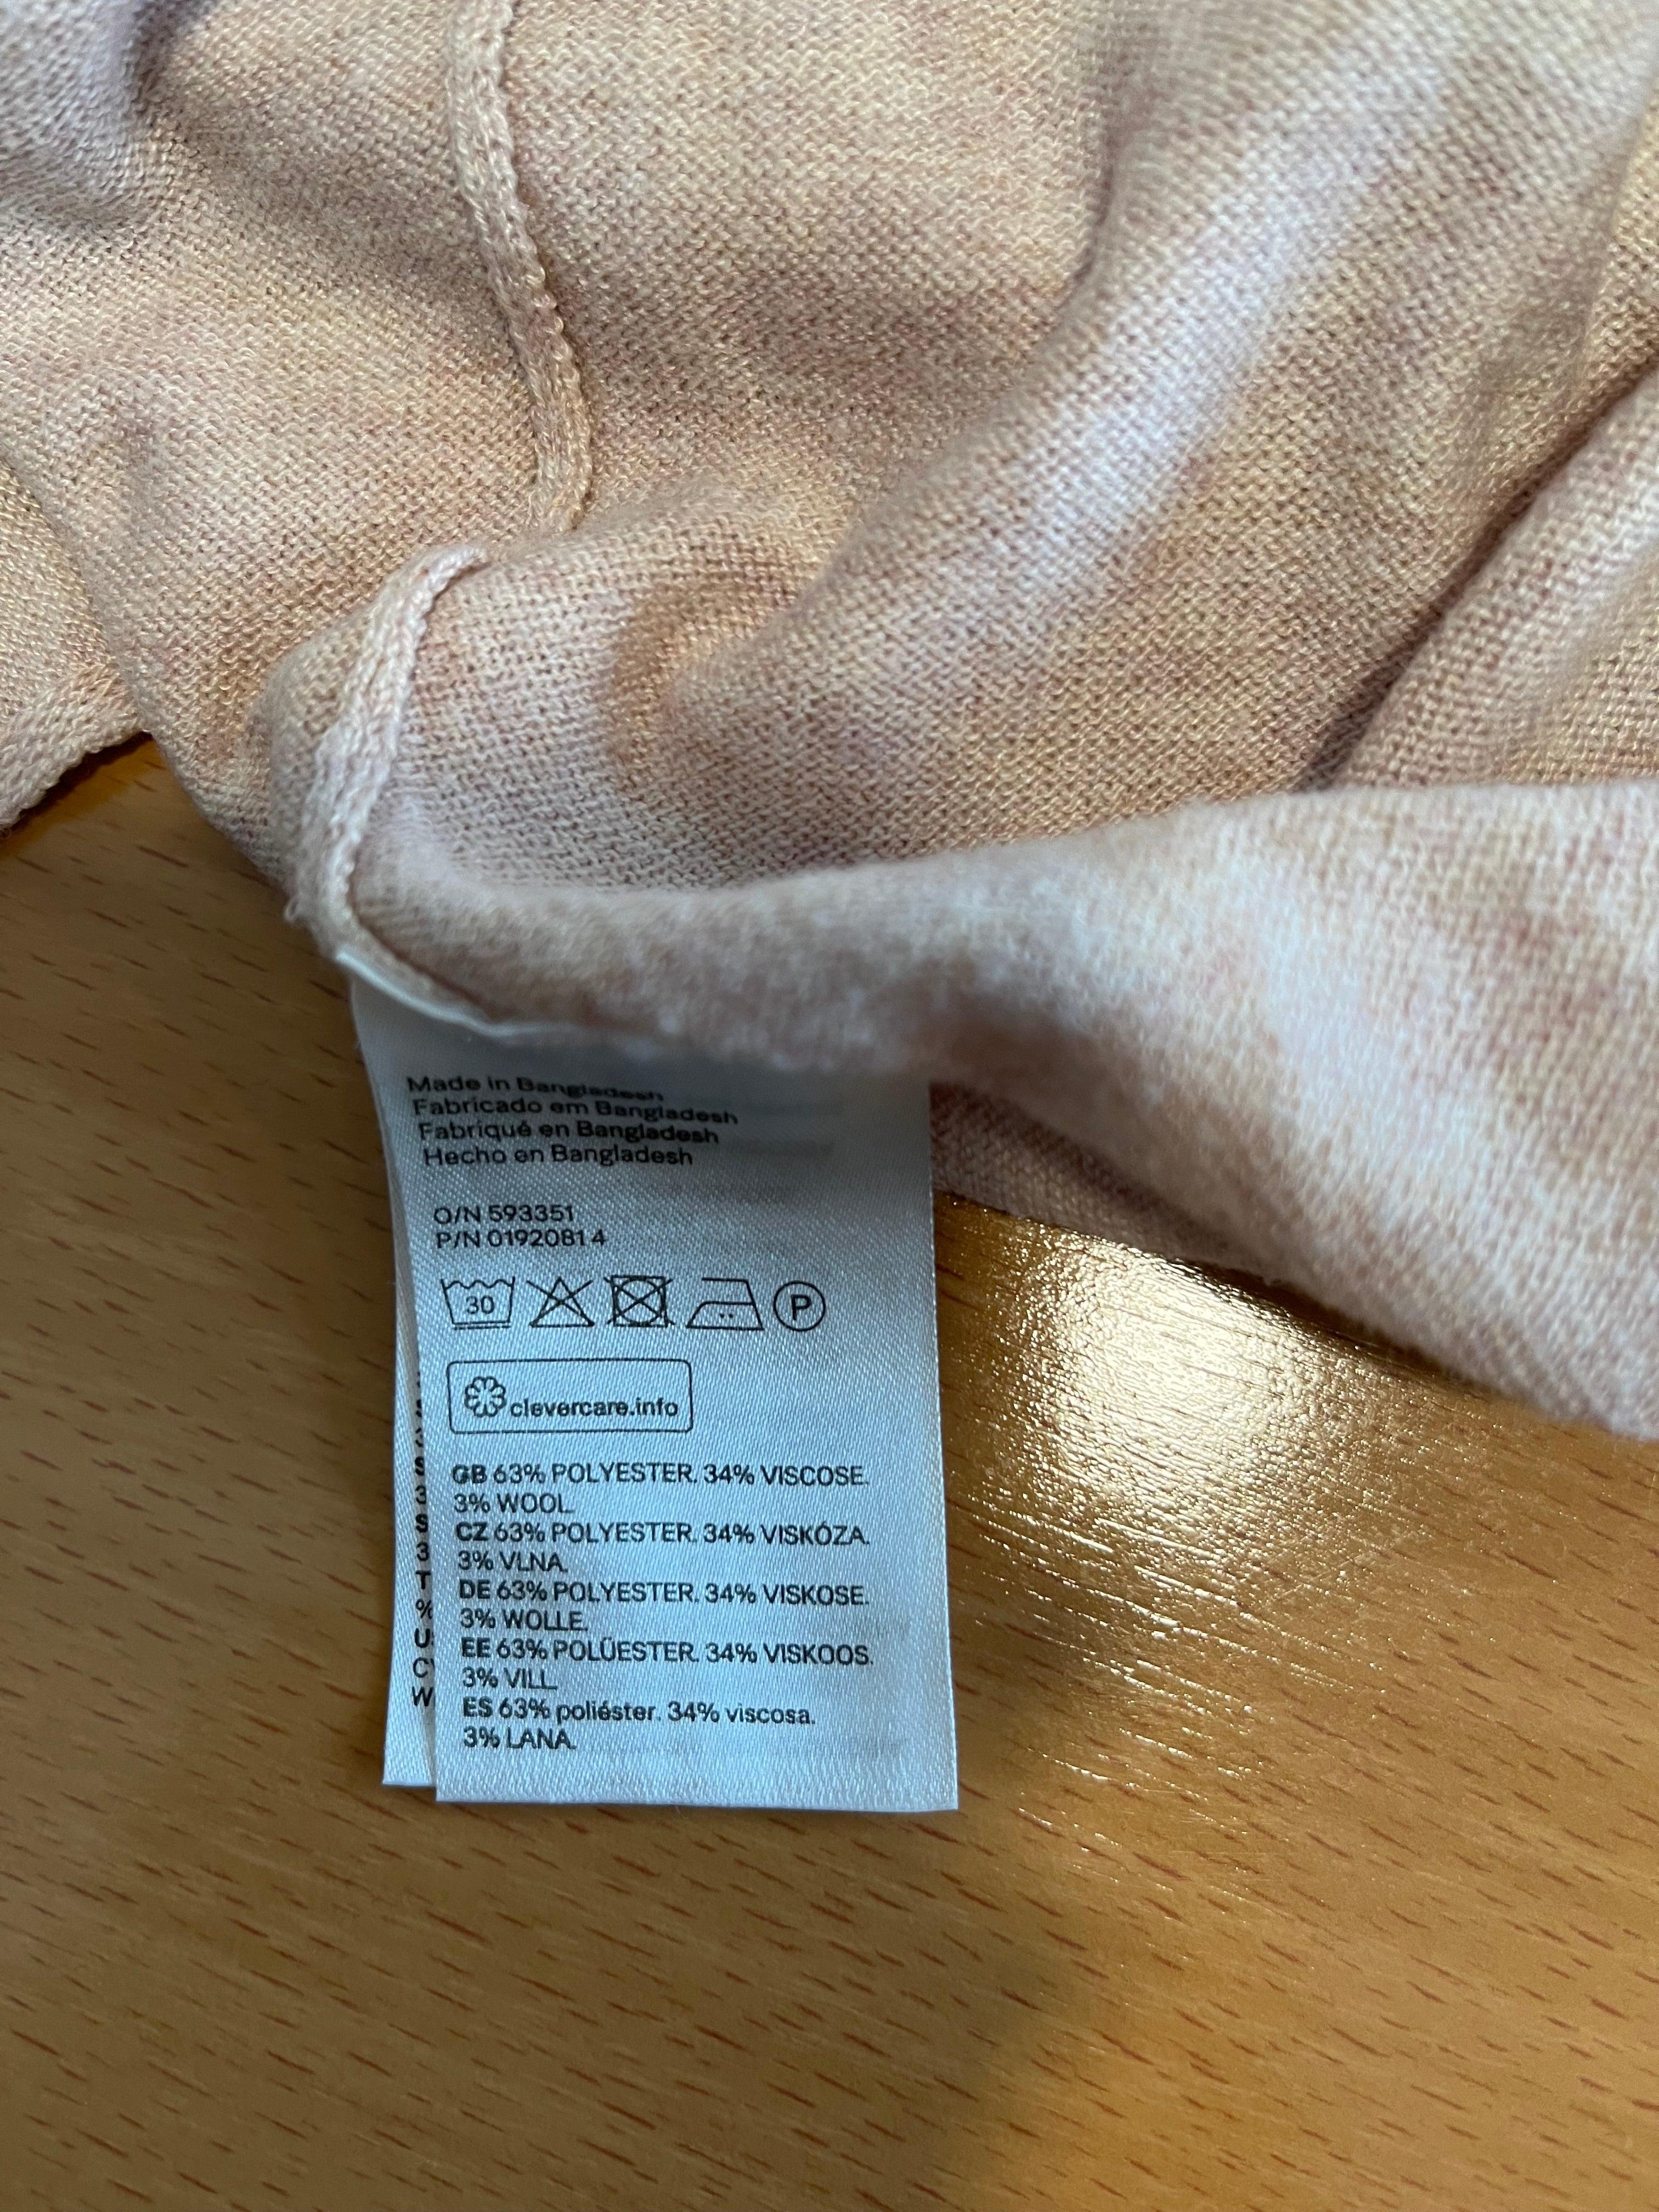 Made in Bangladesh
Fabricado em Bangladesh
Fabriqué en Bangladesh
Hecho en Bangladesh
O/N 593351
P/N 0192081 4
30 P
clevercare.info
GB 63% POLYESTER. 34% VISCOSE.
3% WOOL.
CZ 63% POLYESTER. 34% VISKÓZA.
3% VLNA.
DE 63% POLYESTER. 34% VISKOSE.
3% WOLLE.
EE 63% POLÜESTER. 34% VISKOOS.
3% VILL.
ES 63% poliéster. 34% viscosa.
3% LANA.